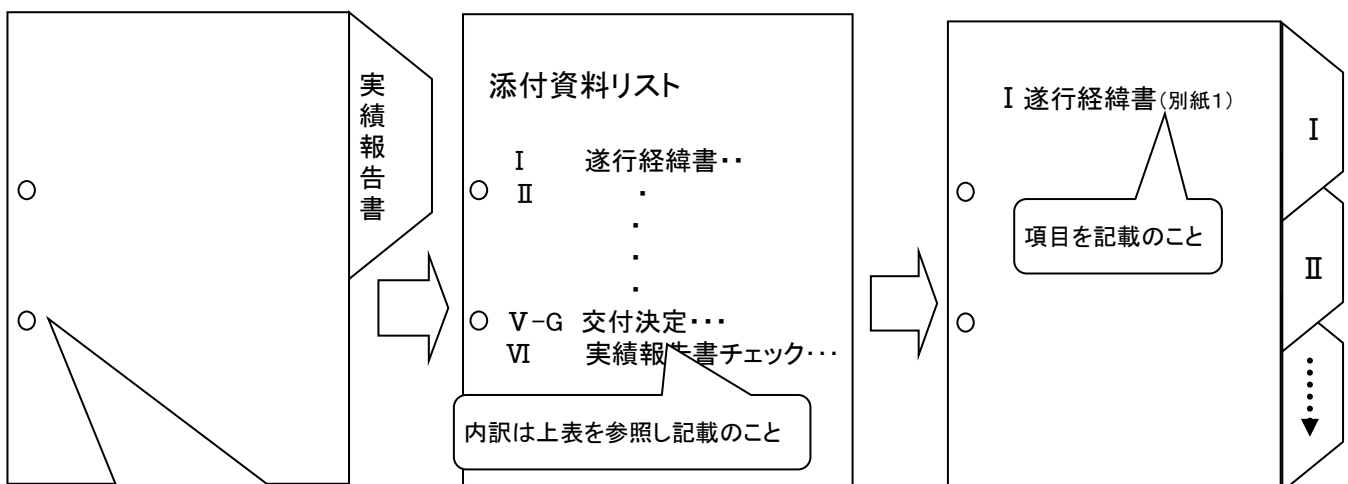 実績報告書
添付資料リスト
Ⅰ 遂行経緯書・・
Ⅱ ・
・
・
・
Ⅴ-G 交付決定・・・
Ⅵ 実績報告書チェック・・・
内訳は上表を参照し記載のこと
Ⅰ 遂行経緯書(別紙1)
項目を記載のこと
Ⅰ
Ⅱ